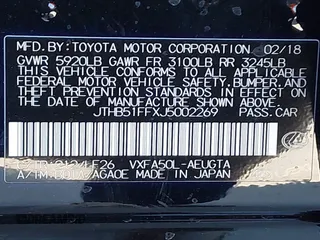 MFD.BY:TOYOTA MOTOR CORPORATION 02/18
GVWR 5920LB GAWR FR 3100LB RR 3245LB
THIS VEHICLE CONFORMS TO ALL APPLICABLE
FEDERAL MOTOR VEHICLE SAFETY, BUMPER, AND
THEFT PREVENTION STANDARDS IN EFFECT ON THE
DATE OF MANUFACTURE SHOWN ABOVE.
JTHB51FFXJ5002269 PASS.CAR
VXFA50L-AEUGTA
AGA0E MADE IN JAPAN
©DREAMS